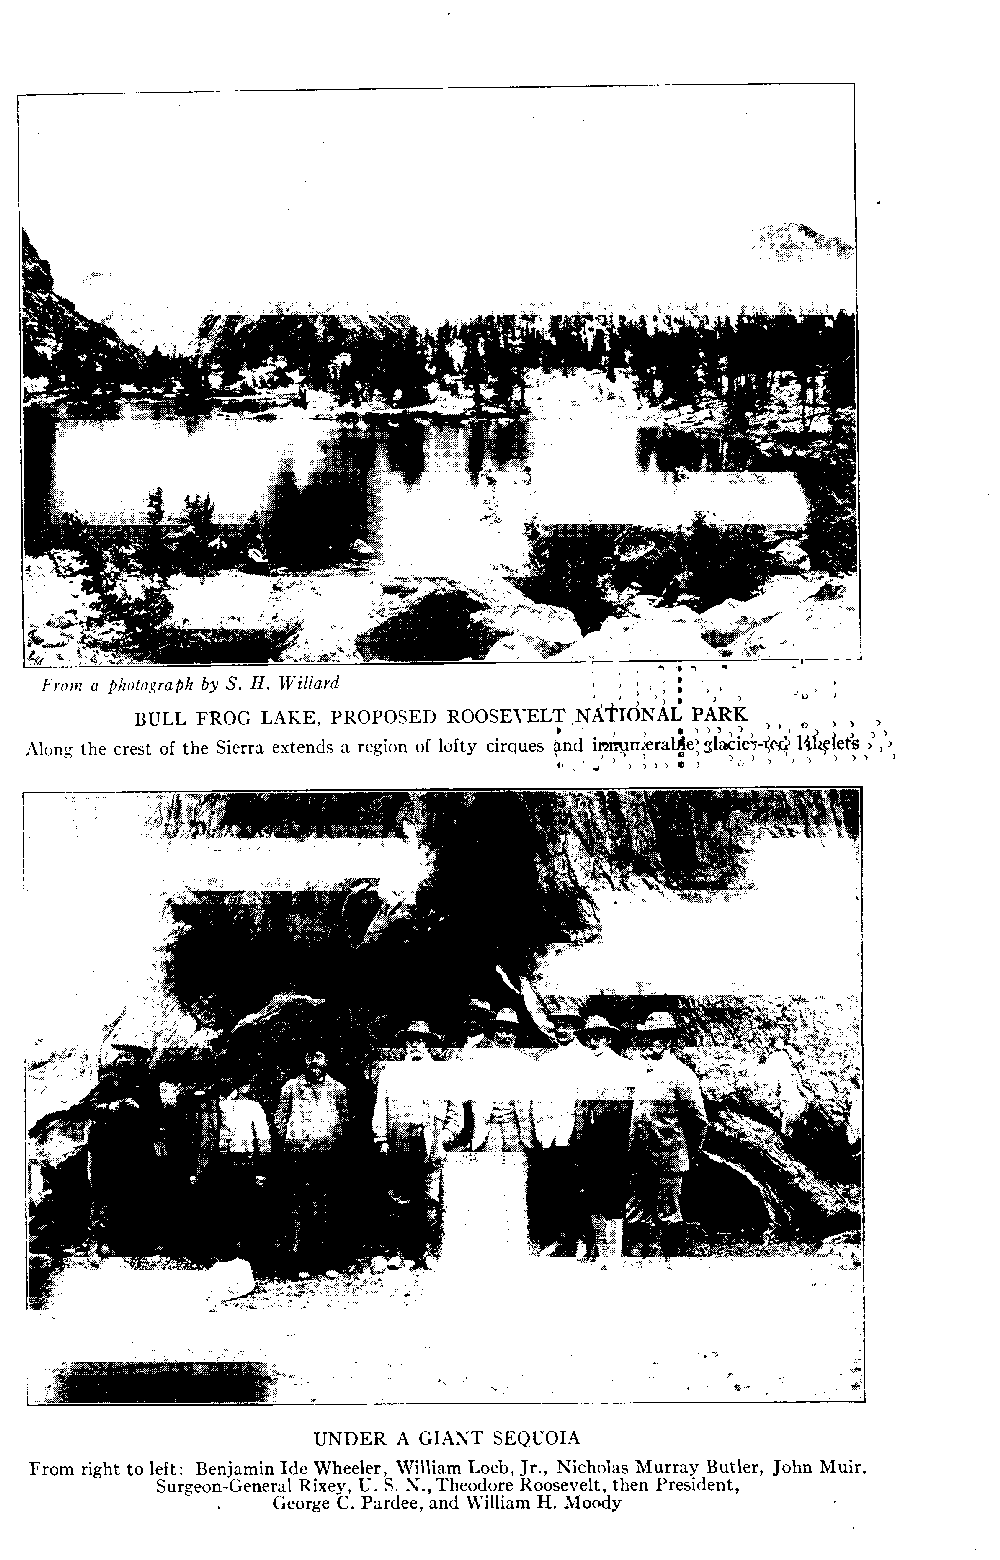 From a photograph by S. H. Willard
BULL FROG LAKE, PROPOSED ROOSEVELT NATIONAL PARK
Along the crest of the Sierra extends a region of lofty cirques and innumerable glacier-fed lakelets
UNDER A GIANT SEQUOIA
From right to left: Benjamin Ide Wheeler, William Loeb, Jr., Nicholas Murray Butler, John Muir,
Surgeon-General Rixey, U. S. N., Theodore Roosevelt, then President,
George C. Pardee, and William H. Moody